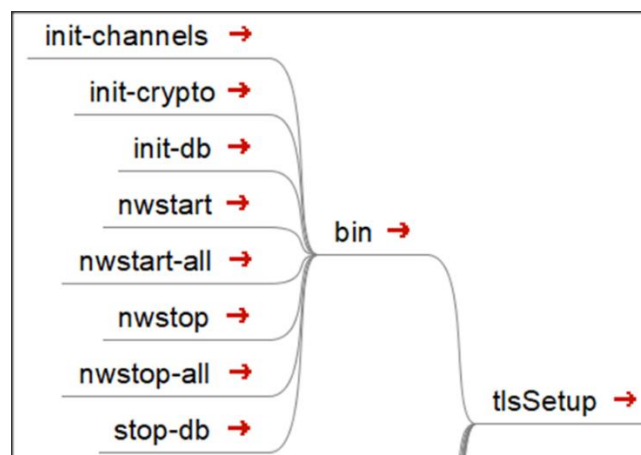 init-channels
init-crypto
init-db
nwstart
bin
nwstart-all
nwstop
nwstop-all
tlsSetup
stop-db